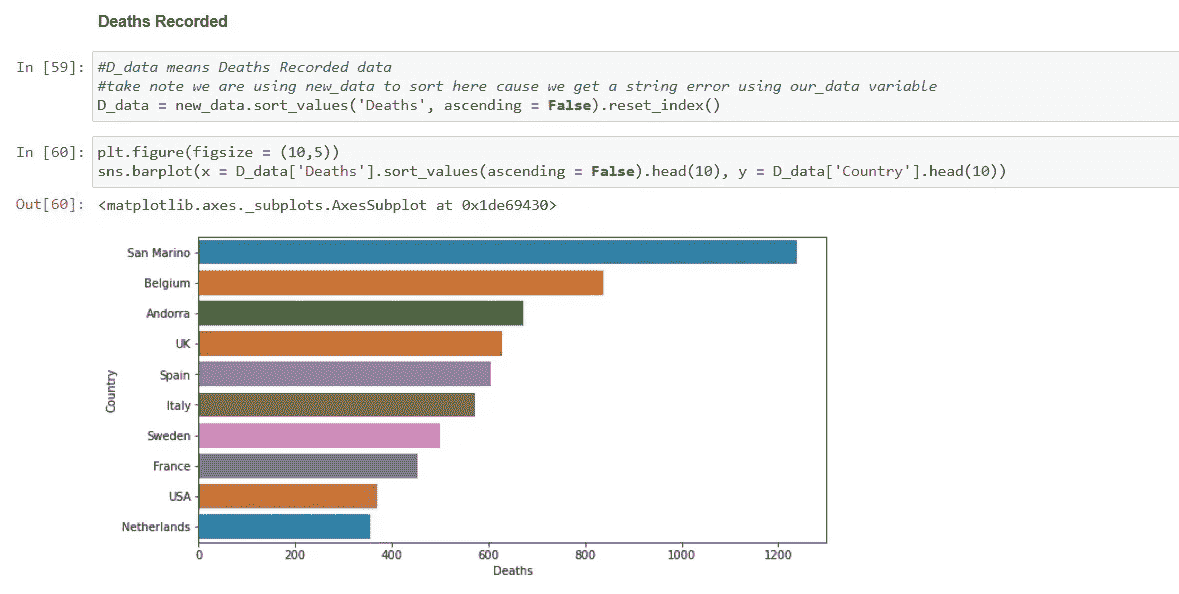 Deaths Recorded
In [59]: #D_data means Deaths Recorded data
#take note we are using new_data to sort here cause we get a string error using our_data variable
D_data = new_data.sort_values('Deaths', ascending = False).reset_index()
In [60]: plt.figure(figsize = (10,5))
sns.barplot(x = D_data['Deaths'].sort_values(ascending = False).head(10), y = D_data['Country'].head(10))
Out[60]: <matplotlib.axes._subplots.AxesSubplot at 0x1de69430>
San Marino
Belgium
Andorra
UK
Spain
Italy
Sweden
France
USA
Netherlands
Country
0 200 400 600 800 1000 1200
Deaths